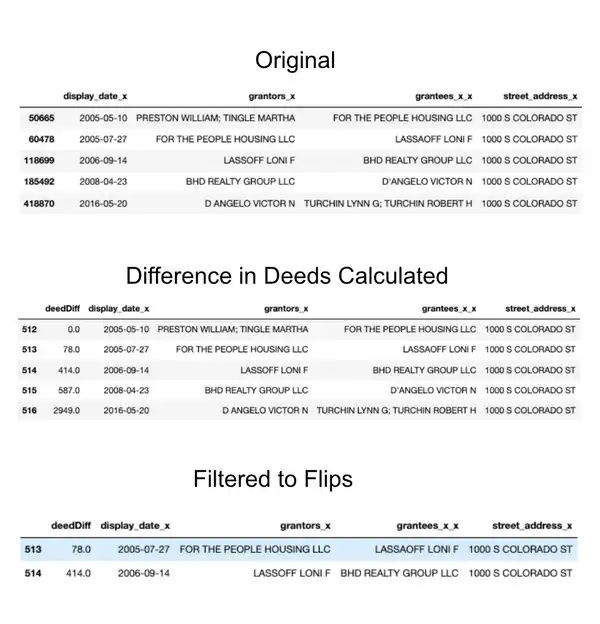 Original
display_date_x grantors_x grantees_x_x street_address_x
50665 2005-05-10 PRESTON WILLIAM; TINGLE MARTHA FOR THE PEOPLE HOUSING LLC 1000 S COLORADO ST
60478 2005-07-27 FOR THE PEOPLE HOUSING LLC LASSAOFF LONI F 1000 S COLORADO ST
118699 2006-09-14 LASSOFF LONI F BHD REALTY GROUP LLC 1000 S COLORADO ST
185492 2008-04-23 BHD REALTY GROUP LLC D'ANGELO VICTOR N 1000 S COLORADO ST
418870 2016-05-20 D ANGELO VICTOR N TURCHIN LYNN G; TURCHIN ROBERT H 1000 S COLORADO ST
Difference in Deeds Calculated
deedDiff display_date_x grantors_x grantees_x_x street_address_x
512 0.0 2005-05-10 PRESTON WILLIAM; TINGLE MARTHA FOR THE PEOPLE HOUSING LLC 1000 S COLORADO ST
513 78.0 2005-07-27 FOR THE PEOPLE HOUSING LLC LASSAOFF LONI F 1000 S COLORADO ST
514 414.0 2006-09-14 LASSOFF LONI F BHD REALTY GROUP LLC 1000 S COLORADO ST
515 587.0 2008-04-23 BHD REALTY GROUP LLC D'ANGELO VICTOR N 1000 S COLORADO ST
516 2949.0 2016-05-20 D ANGELO VICTOR N TURCHIN LYNN G; TURCHIN ROBERT H 1000 S COLORADO ST
Filtered to Flips
deedDiff display_date_x grantors_x grantees_x_x street_address_x
513 78.0 2005-07-27 FOR THE PEOPLE HOUSING LLC LASSAOFF LONI F 1000 S COLORADO ST
514 414.0 2006-09-14 LASSOFF LONI F BHD REALTY GROUP LLC 1000 S COLORADO ST